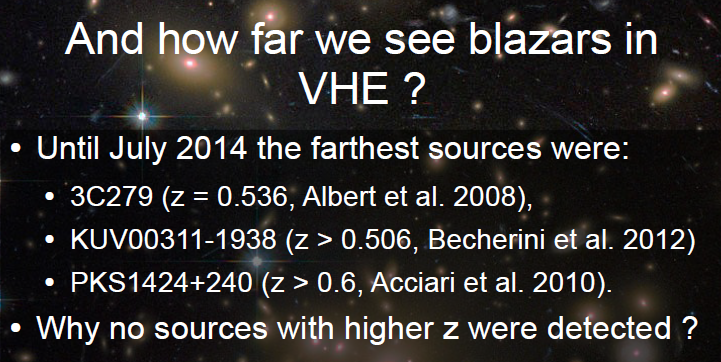 And how far we see blazars in
VHE ?
• Until July 2014 the farthest sources were:
• 3C279 (z = 0.536, Albert et al. 2008),
• KUV00311-1938 (z > 0.506, Becherini et al. 2012)
• PKS1424+240 (z > 0.6, Acciari et al. 2010).
• Why no sources with higher z were detected ?